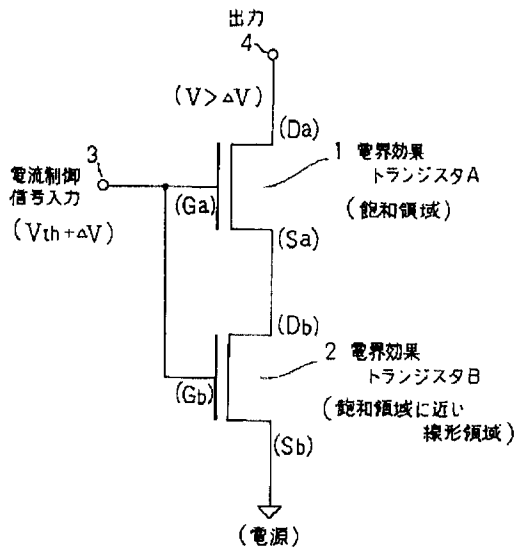 出力
4
(V>△V)
(Da)
3
電流制御
信号入力
(Vth+△V)
(Ga)
1 電界効果
トランジスタA
(飽和領域)
(Sa)
(Db)
2 電界効果
トランジスタB
(飽和領域に近い
線形領域)
(Gb)
(Sb)
(電源)